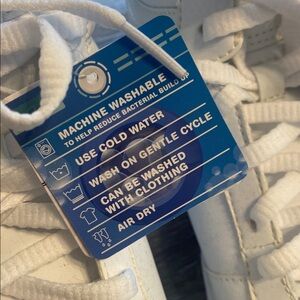 MACHINE WASHABLE
TO HELP REDUCE BACTERIAL BUILD UP
USE COLD WATER
WASH ON GENTLE CYCLE
CAN BE WASHED
WITH CLOTHING
AIR DRY